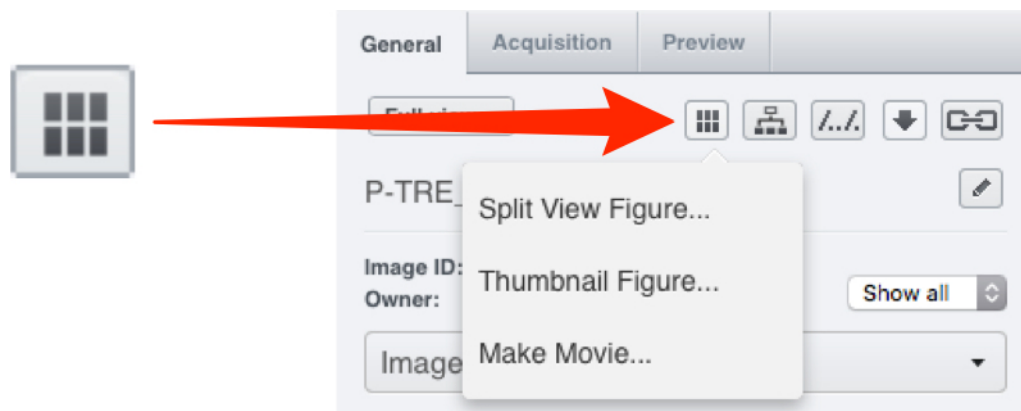 General Acquisition Preview
/.../.
P-TRE_
Split View Figure...
Image ID:
Thumbnail Figure...
Owner:
Show all
Image
Make Movie...